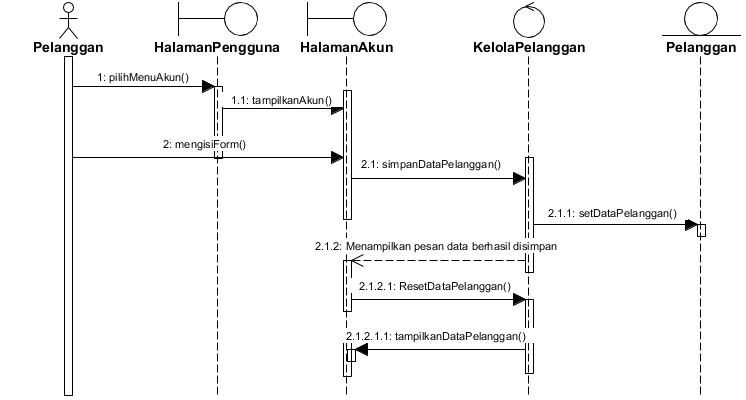 Pelanggan
HalamanPengguna
HalamanAkun
KelolaPelanggan
Pelanggan
1: pilihMenuAkun()
1.1: tampilkanAkun()
2: mengisiForm()
2.1: simpanDataPelanggan()
2.1.1: setDataPelanggan()
2.1.2: Menampilkan pesan data berhasil disimpan
2.1.2.1: ResetDataPelanggan()
2.1.2.1.1: tampilkanDataPelanggan()